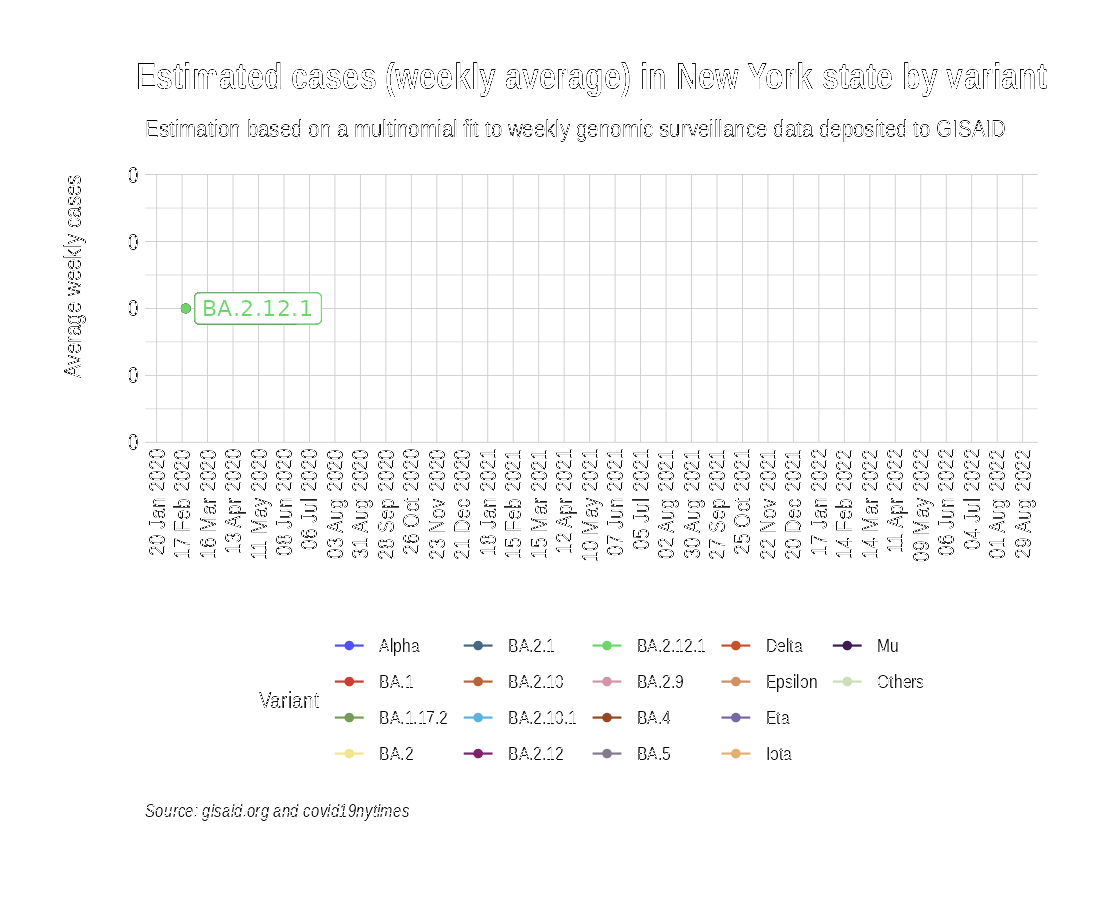 Estimated cases (weekly average) in New York state by variant
Estimation based on a multinomial fit to weekly genomic surveillance data deposited to GISAID
Average weekly cases
0
0
0
0
0
BA.2.12.1
20 Jan 2020
17 Feb 2020
16 Mar 2020
13 Apr 2020
11 May 2020
08 Jun 2020
06 Jul 2020
03 Aug 2020
31 Aug 2020
28 Sep 2020
26 Oct 2020
23 Nov 2020
21 Dec 2020
18 Jan 2021
15 Feb 2021
15 Mar 2021
12 Apr 2021
10 May 2021
07 Jun 2021
05 Jul 2021
02 Aug 2021
30 Aug 2021
27 Sep 2021
25 Oct 2021
22 Nov 2021
20 Dec 2021
17 Jan 2022
14 Feb 2022
14 Mar 2022
11 Apr 2022
09 May 2022
06 Jun 2022
04 Jul 2022
01 Aug 2022
29 Aug 2022
Variant
Alpha
BA.1
BA.1.17.2
BA.2
BA.2.1
BA.2.10
BA.2.10.1
BA.2.12
BA.2.12.1
BA.2.9
BA.4
BA.5
Delta
Epsilon
Eta
Iota
Mu
Others
Source: gisaid.org and covid19nytimes